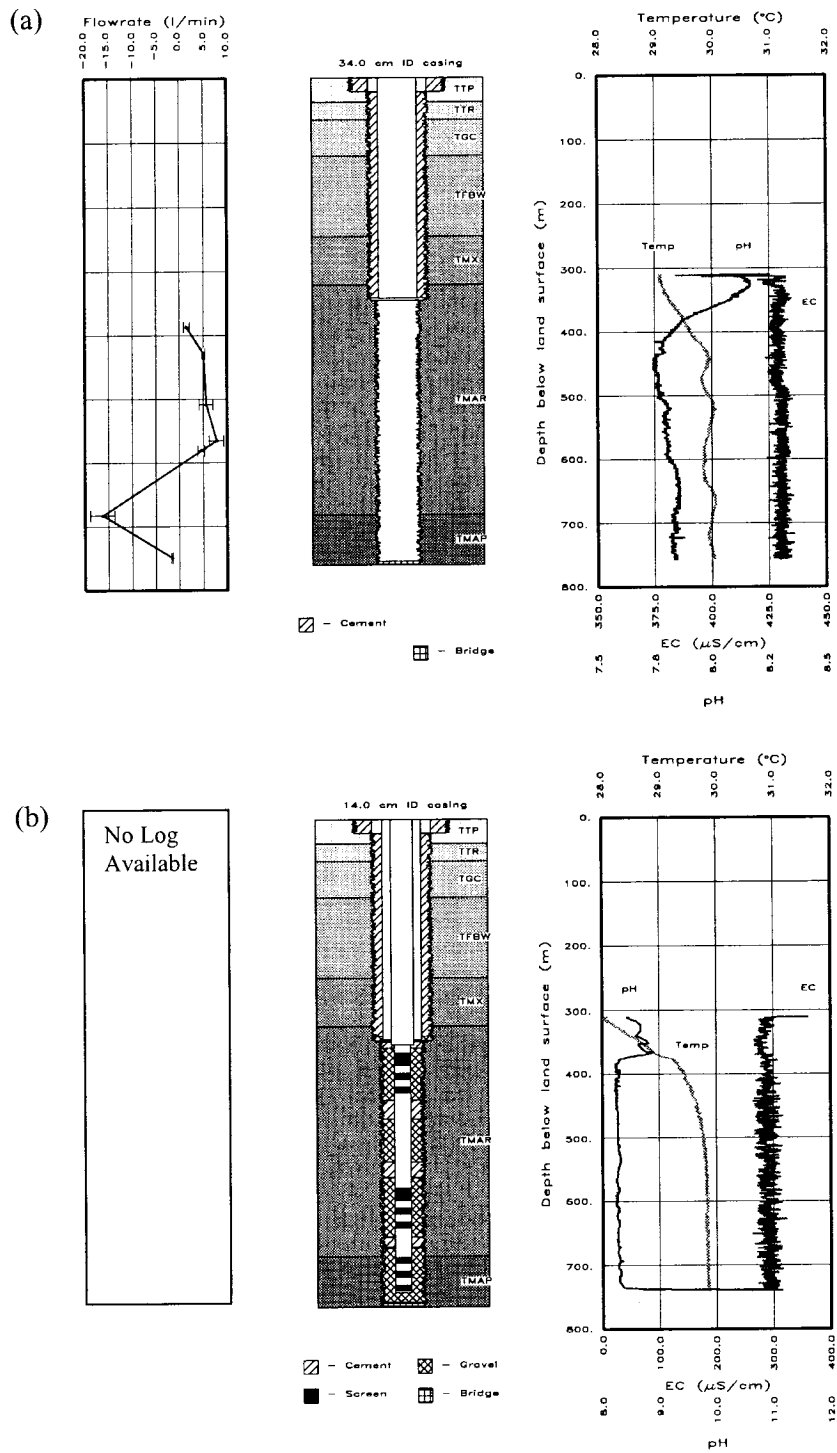 (a)
Flowrate (l/min)
-20.0
-15.0
-10.0
-5.0
0.0
5.0
10.0
34.0 cm ID casing
TTP
TTR
TGC
TFBW
TMX
TMAR
TMAP
– Cement
– Bridge
Temperature (°C)
28.0
29.0
30.0
31.0
32.0
Depth below land surface (m)
0.
100.
200.
300.
400.
500.
600.
700.
800.
Temp
pH
EC
350.0
375.0
400.0
425.0
450.0
EC (μS/cm)
7.5
7.8
8.0
8.2
8.5
pH
(b)
No Log
Available
14.0 cm ID casing
TTP
TTR
TGC
TFBW
TMX
TMAR
TMAP
– Cement
– Gravel
– Screen
– Bridge
Temperature (°C)
28.0
29.0
30.0
31.0
32.0
Depth below land surface (m)
0.
100.
200.
300.
400.
500.
600.
700.
800.
pH
Temp
EC
0.0
100.0
200.0
300.0
400.0
EC (μS/cm)
8.0
9.0
10.0
11.0
12.0
pH